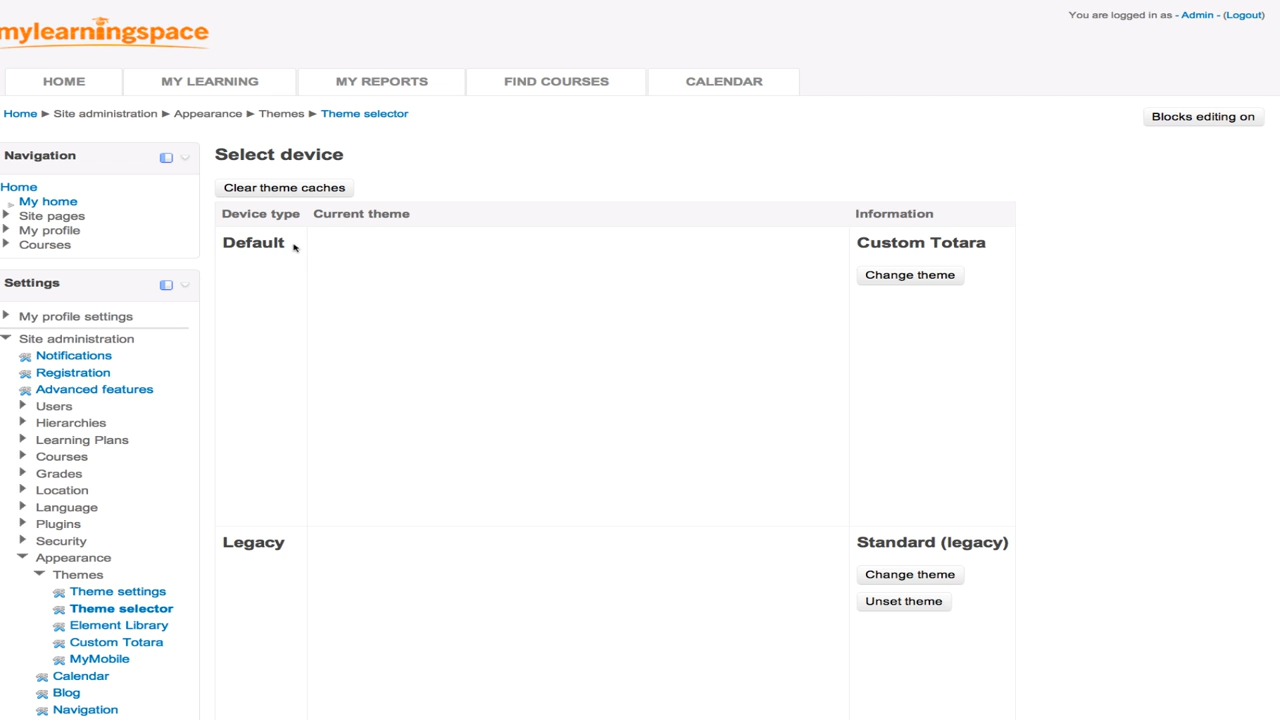 mylearningspace
You are logged in as - Admin - (Logout)
HOME MY LEARNING MY REPORTS FIND COURSES CALENDAR
Home ► Site administration ► Appearance ► Themes ► Theme selector
Blocks editing on
Navigation
Home
My home
Site pages
My profile
Courses
Settings
My profile settings
Site administration
Notifications
Registration
Advanced features
Users
Hierarchies
Learning Plans
Courses
Grades
Location
Language
Plugins
Security
Appearance
Themes
Theme settings
Theme selector
Element Library
Custom Totara
MyMobile
Calendar
Blog
Navigation
Select device
Clear theme caches
Device type Current theme Information
Default Custom Totara
Change theme
Legacy Standard (legacy)
Change theme
Unset theme